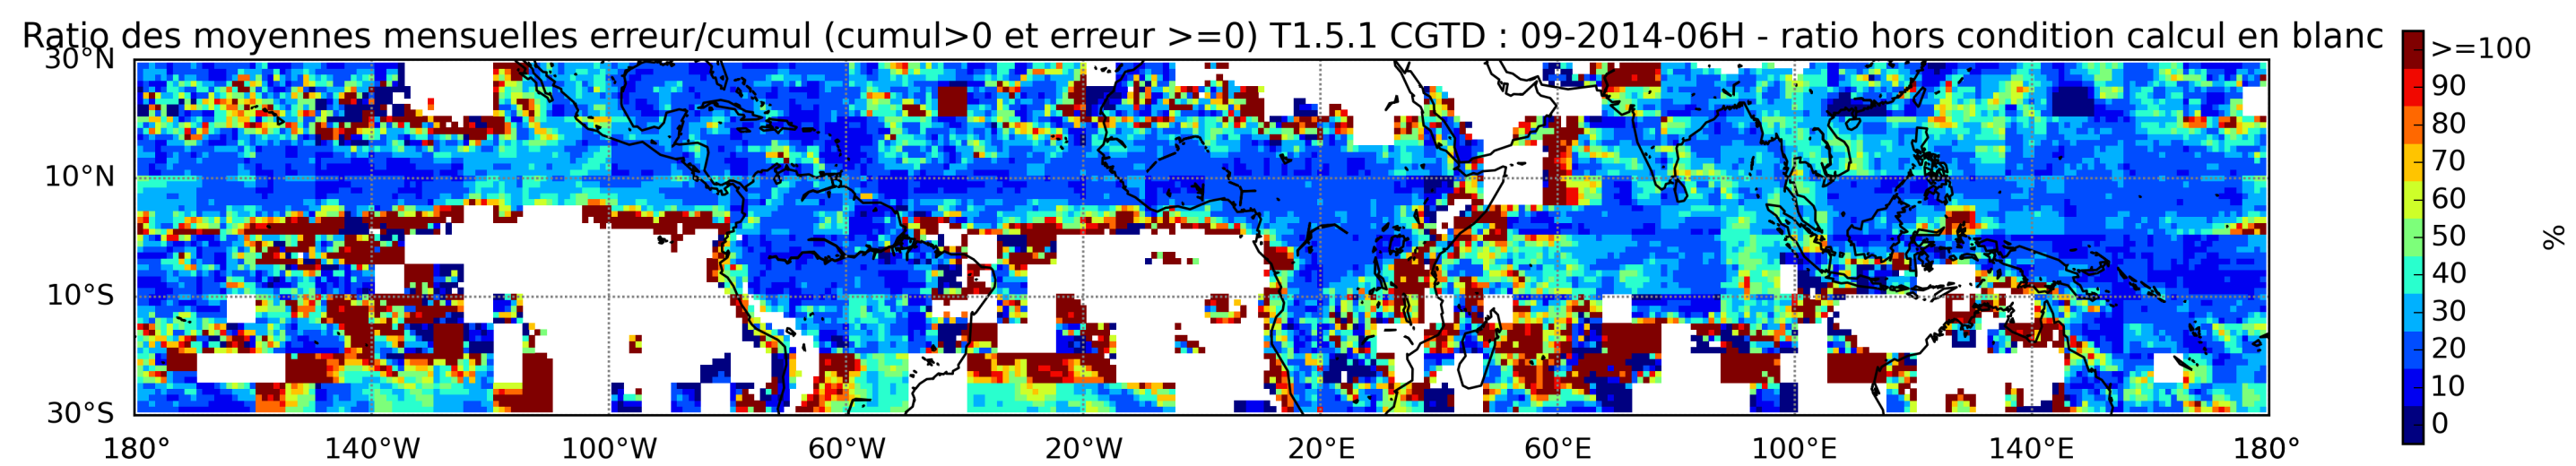 Ratio des moyennes mensuelles erreur/cumul (cumul>0 et erreur >=0) T1.5.1 CGTD : 09-2014-06H - ratio hors condition calcul en blanc
30°N
10°N
10°S
30°S
180° 140°W 100°W 60°W 20°W 20°E 60°E 100°E 140°E 180°
>=100
90
80
70
60
50
40
30
20
10
0
%